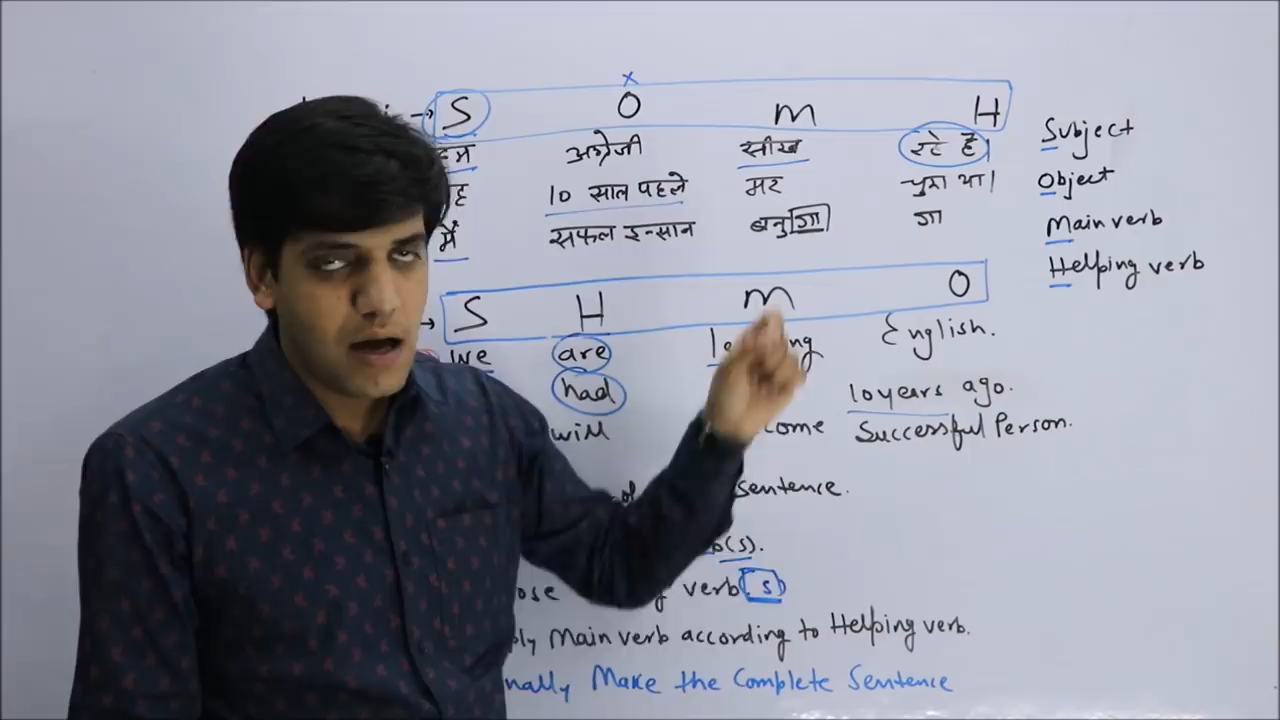 S O m H
हम अंग्रेजी सीख रहे हैं।
10 साल पहले मर चुका था।
मैं सफल इन्सान बनु गा गा
Subject
Object
Main verb
Helping verb
S H m O
we are English.
had 10 years ago.
will Successful Person.
sentence.
(s).
verb s
Main verb according to Helping verb.
Make the Complete Sentence